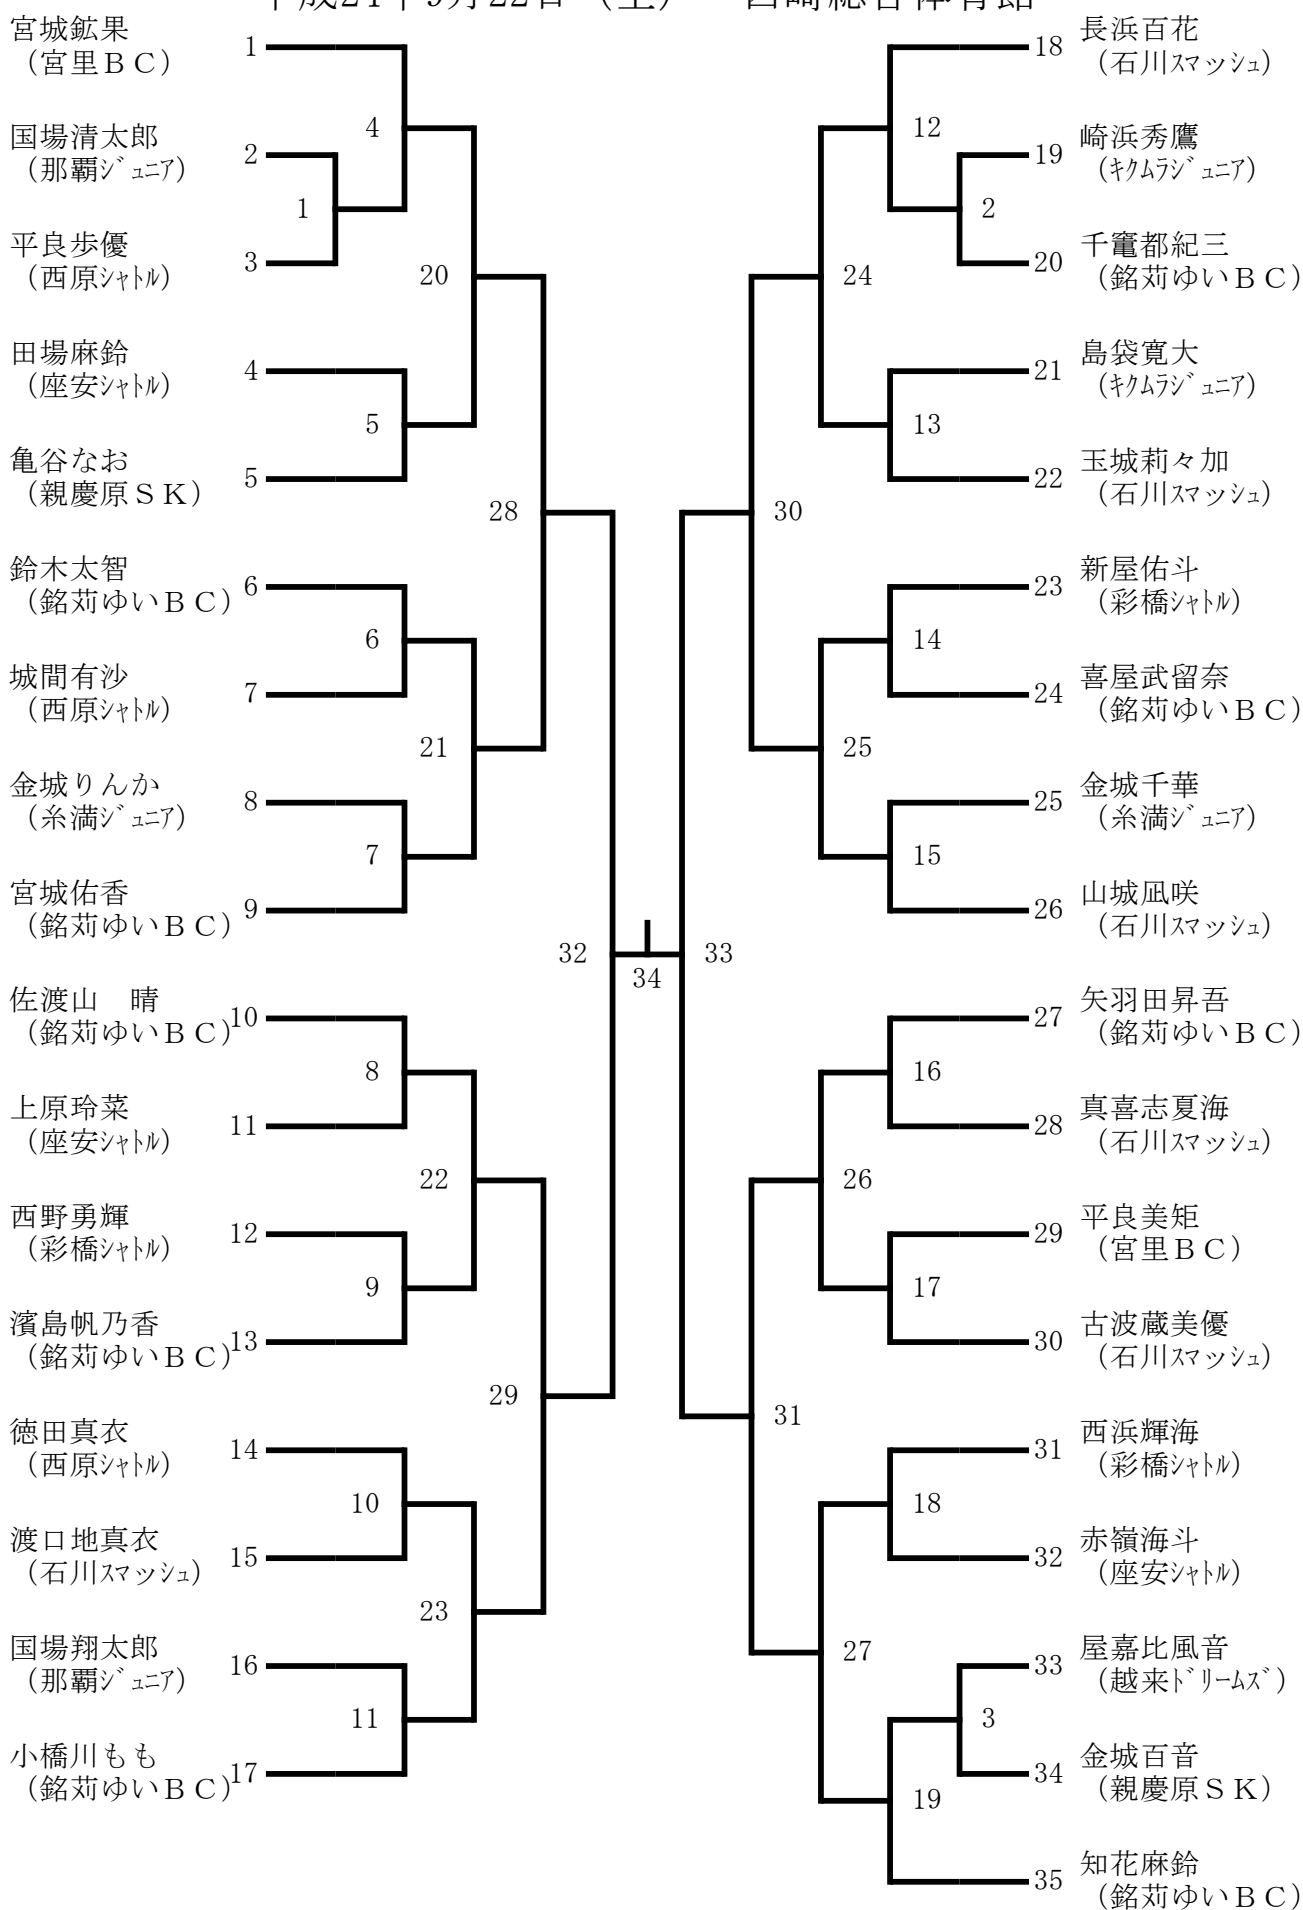 宮城鉱果
（宮里ＢＣ）
1
国場清太郎
（那覇ｼﾞｭﾆｱ）
2
平良歩優
（西原ｼｬﾄﾙ）
3
田場麻鈴
（座安ｼｬﾄﾙ）
4
亀谷なお
（親慶原ＳＫ）
5
鈴木太智
（銘苅ゆいＢＣ）
6
城間有沙
（西原ｼｬﾄﾙ）
7
金城りんか
（糸満ｼﾞｭﾆｱ）
8
宮城佑香
（銘苅ゆいＢＣ）
9
佐渡山　晴
（銘苅ゆいＢＣ）
10
上原玲菜
（座安ｼｬﾄﾙ）
11
西野勇輝
（彩橋ｼｬﾄﾙ）
12
濱島帆乃香
（銘苅ゆいＢＣ）
13
徳田真衣
（西原ｼｬﾄﾙ）
14
渡口地真衣
（石川ｽﾏｯｼｭ）
15
国場翔太郎
（那覇ｼﾞｭﾆｱ）
16
小橋川もも
（銘苅ゆいＢＣ）
17
1
4
5
6
7
8
9
10
11
20
21
22
23
28
29
32
34
33
30
31
24
25
26
27
12
13
14
15
16
17
18
19
2
3
18
長浜百花
（石川ｽﾏｯｼｭ）
19
崎浜秀鷹
（ｷｸﾑﾗｼﾞｭﾆｱ）
20
千竃都紀三
（銘苅ゆいＢＣ）
21
島袋寛大
（ｷｸﾑﾗｼﾞｭﾆｱ）
22
玉城莉々加
（石川ｽﾏｯｼｭ）
23
新屋佑斗
（彩橋ｼｬﾄﾙ）
24
喜屋武留奈
（銘苅ゆいＢＣ）
25
金城千華
（糸満ｼﾞｭﾆｱ）
26
山城凪咲
（石川ｽﾏｯｼｭ）
27
矢羽田昇吾
（銘苅ゆいＢＣ）
28
真喜志夏海
（石川ｽﾏｯｼｭ）
29
平良美矩
（宮里ＢＣ）
30
古波蔵美優
（石川ｽﾏｯｼｭ）
31
西浜輝海
（彩橋ｼｬﾄﾙ）
32
赤嶺海斗
（座安ｼｬﾄﾙ）
33
屋嘉比風音
（越来ﾄﾞﾘｰﾑｽﾞ）
34
金城百音
（親慶原ＳＫ）
35
知花麻鈴
（銘苅ゆいＢＣ）